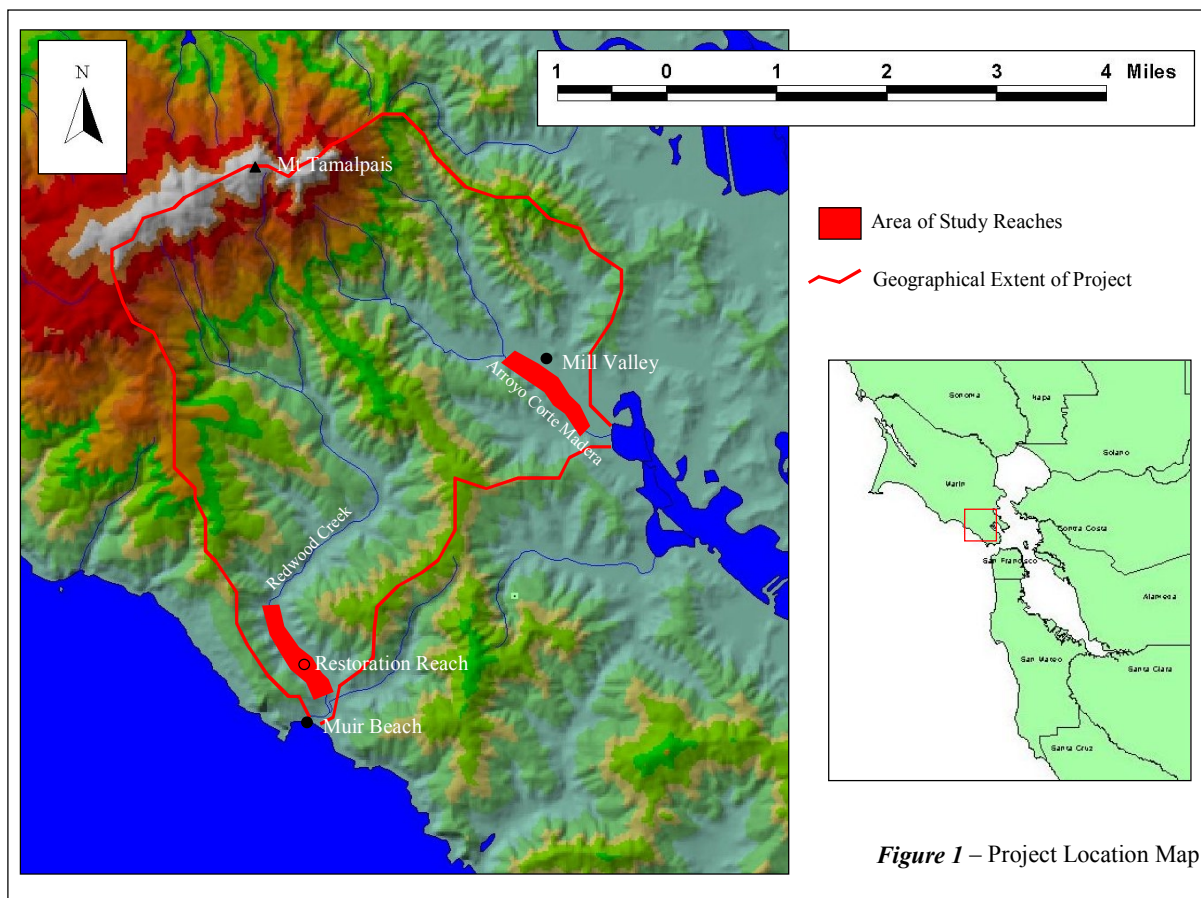 N
1 0 1 2 3 4 Miles
Mt Tamalpais
Area of Study Reaches
Geographical Extent of Project
Mill Valley
Arroyo Corte Madera
Redwood Creek
Restoration Reach
Muir Beach
Sonoma
Napa
Solano
Marin
Contra Costa
San Francisco
Alameda
San Mateo
Santa Clara
Santa Cruz
Figure 1 – Project Location Map